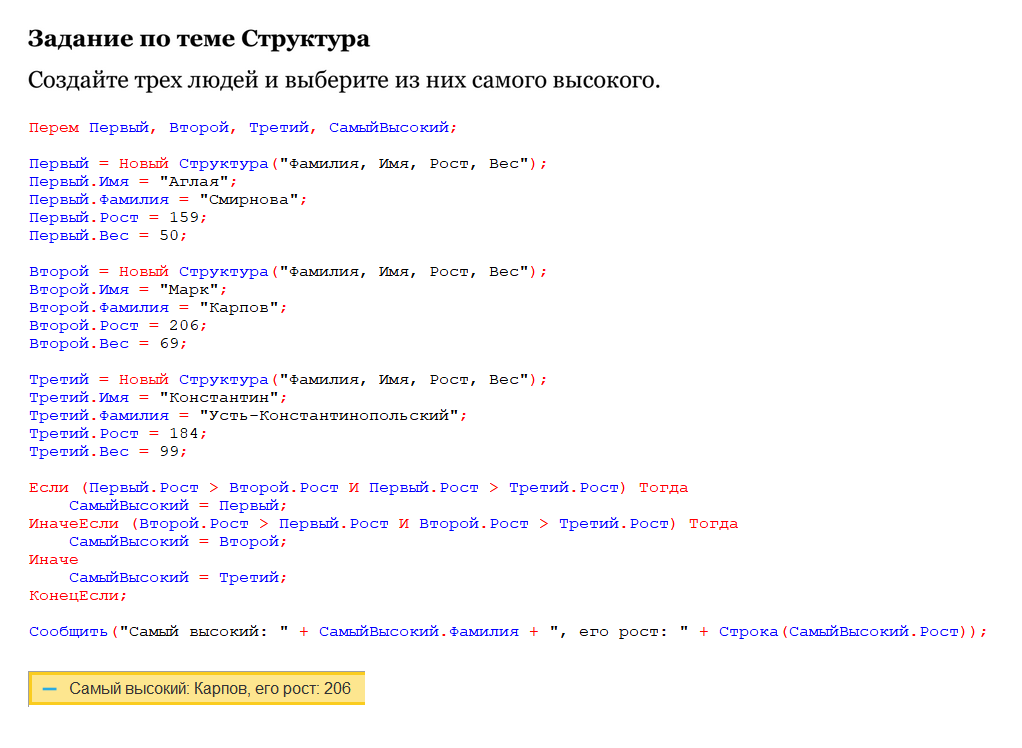 Задание по теме Структура
Создайте трех людей и выберите из них самого высокого.
Перем Первый, Второй, Третий, СамыйВысокий;
Первый = Новый Структура("Фамилия, Имя, Рост, Вес");
Первый.Имя = "Аглая";
Первый.Фамилия = "Смирнова";
Первый.Рост = 159;
Первый.Вес = 50;
Второй = Новый Структура("Фамилия, Имя, Рост, Вес");
Второй.Имя = "Марк";
Второй.Фамилия = "Карпов";
Второй.Рост = 206;
Второй.Вес = 69;
Третий = Новый Структура("Фамилия, Имя, Рост, Вес");
Третий.Имя = "Константин";
Третий.Фамилия = "Усть-Константинопольский";
Третий.Рост = 184;
Третий.Вес = 99;
Если (Первый.Рост > Второй.Рост И Первый.Рост > Третий.Рост) Тогда
    СамыйВысокий = Первый;
ИначеЕсли (Второй.Рост > Первый.Рост И Второй.Рост > Третий.Рост) Тогда
    СамыйВысокий = Второй;
Иначе
    СамыйВысокий = Третий;
КонецЕсли;
Сообщить("Самый высокий: " + СамыйВысокий.Фамилия + ", его рост: " + Строка(СамыйВысокий.Рост));
Самый высокий: Карпов, его рост: 206